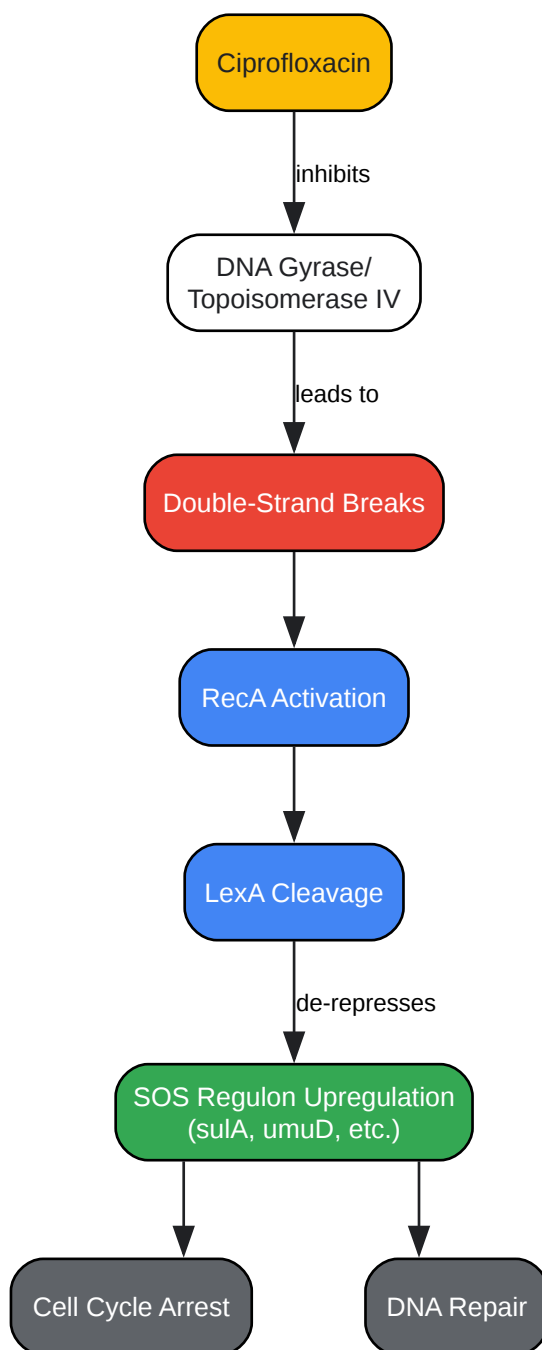 Ciprofloxacin
inhibits
DNA Gyrase/
Topoisomerase IV
leads to
Double-Strand Breaks
RecA Activation
LexA Cleavage
de-represses
SOS Regulon Upregulation
(sulA, umuD, etc.)
Cell Cycle Arrest
DNA Repair